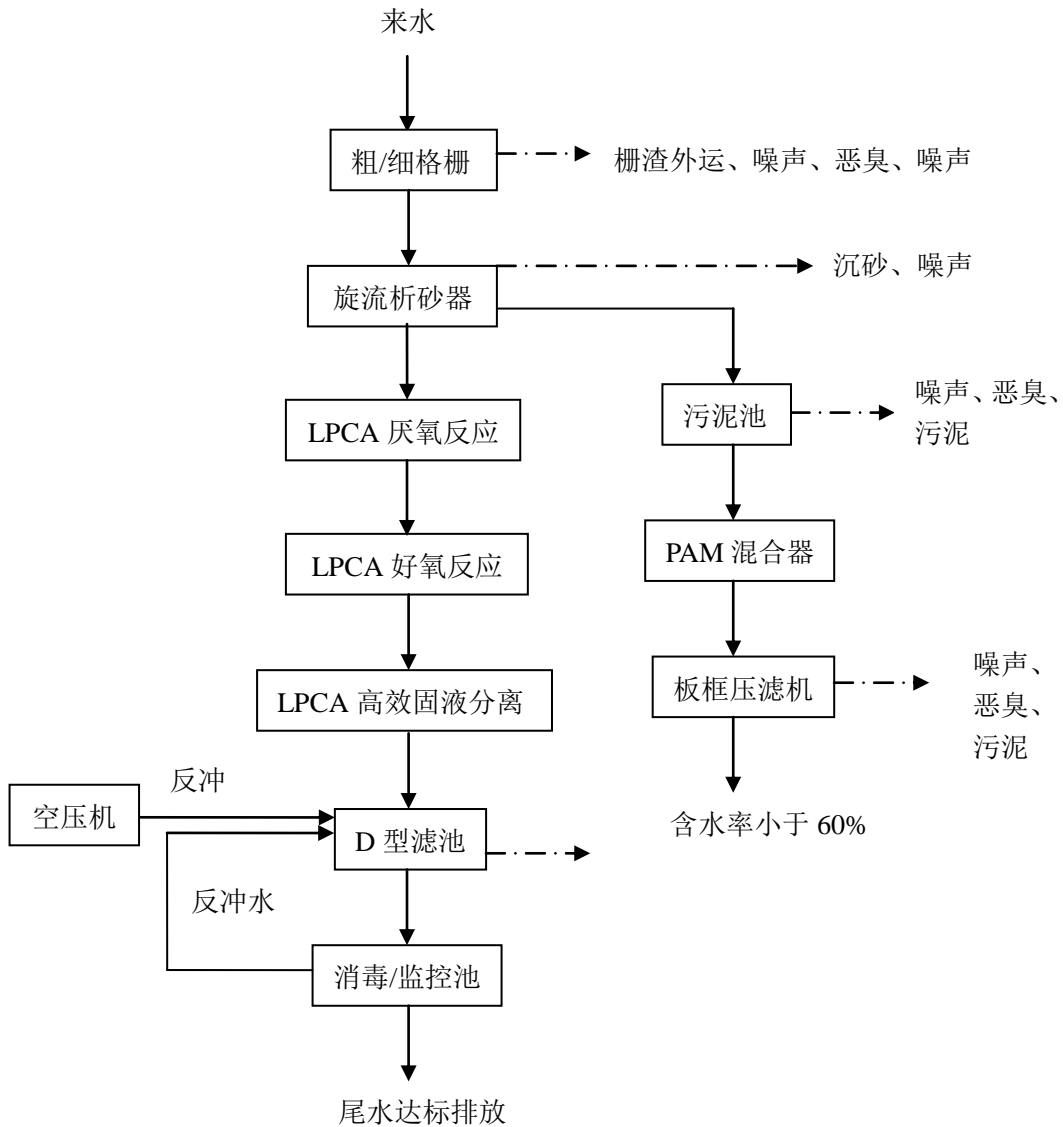 来水
粗/细格栅
栅渣外运、噪声、恶臭、噪声
旋流析砂器
沉砂、噪声
LPCA 厌氧反应
污泥池
噪声、恶臭、
污泥
LPCA 好氧反应
PAM 混合器
LPCA 高效固液分离
板框压滤机
噪声、
恶臭、
污泥
空压机
反冲
D 型滤池
含水率小于 60%
反冲水
消毒/监控池
尾水达标排放